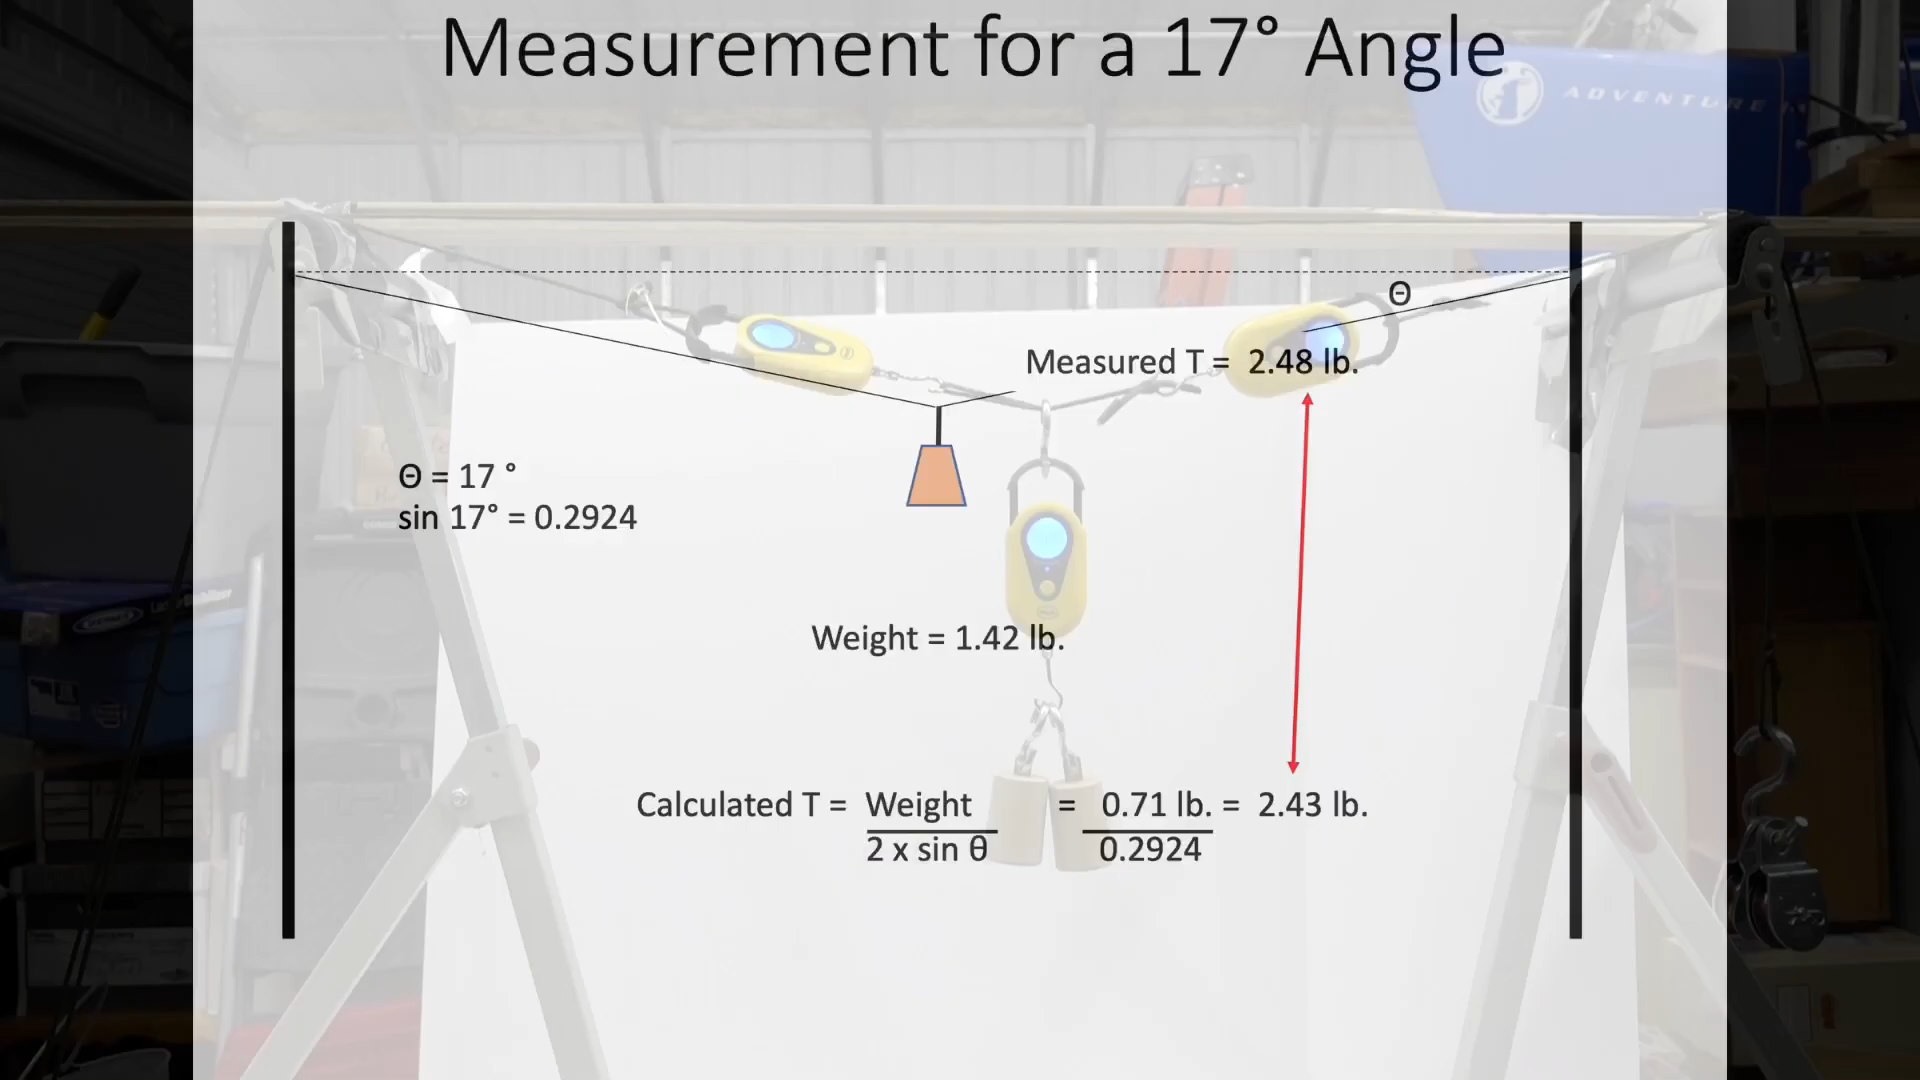 Measurement for a 17° Angle
ADVENTURE
Θ
Measured T = 2.48 lb.
Θ = 17 °
sin 17° = 0.2924
Weight = 1.42 lb.
Calculated T = Weight = 0.71 lb. = 2.43 lb.
2 x sin θ 0.2924